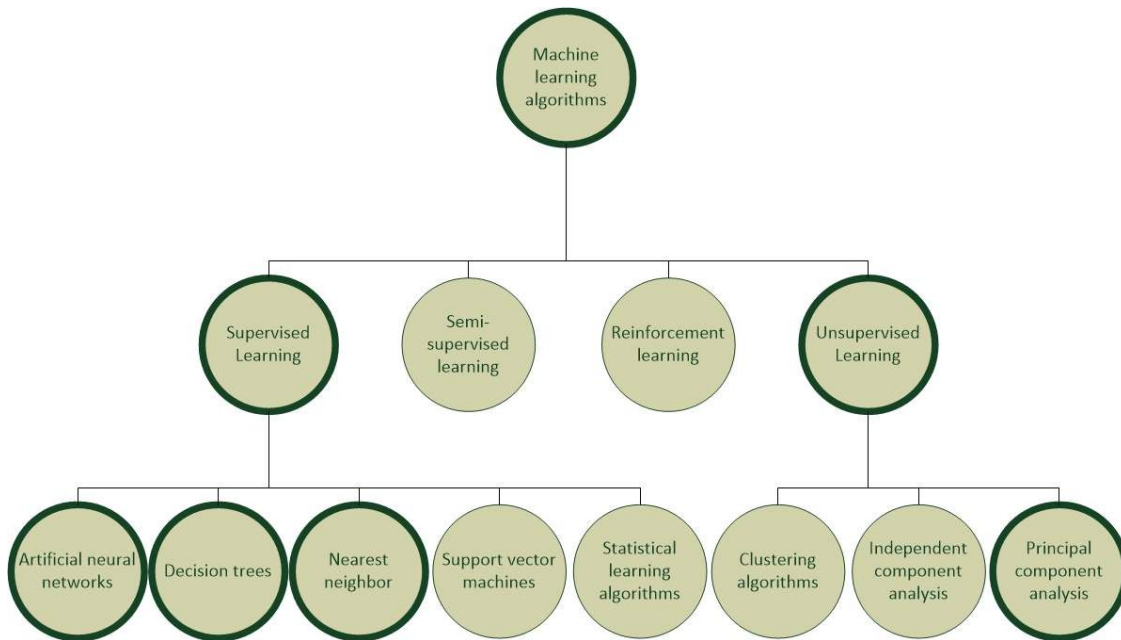 Machine
learning
algorithms
Supervised
Learning
Semi-
supervised
learning
Reinforcement
learning
Unsupervised
Learning
Artificial neural
networks
Decision trees
Nearest
neighbor
Support vector
machines
Statistical
learning
algorithms
Clustering
algorithms
Independent
component
analysis
Principal
component
analysis